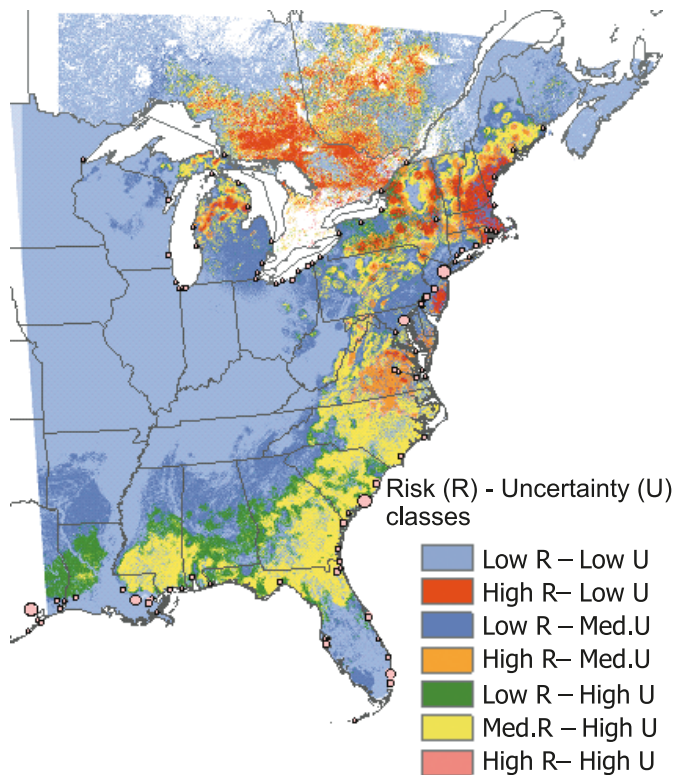 Risk (R) - Uncertainty (U)
classes
Low R – Low U
High R– Low U
Low R – Med.U
High R– Med.U
Low R – High U
Med.R – High U
High R– High U